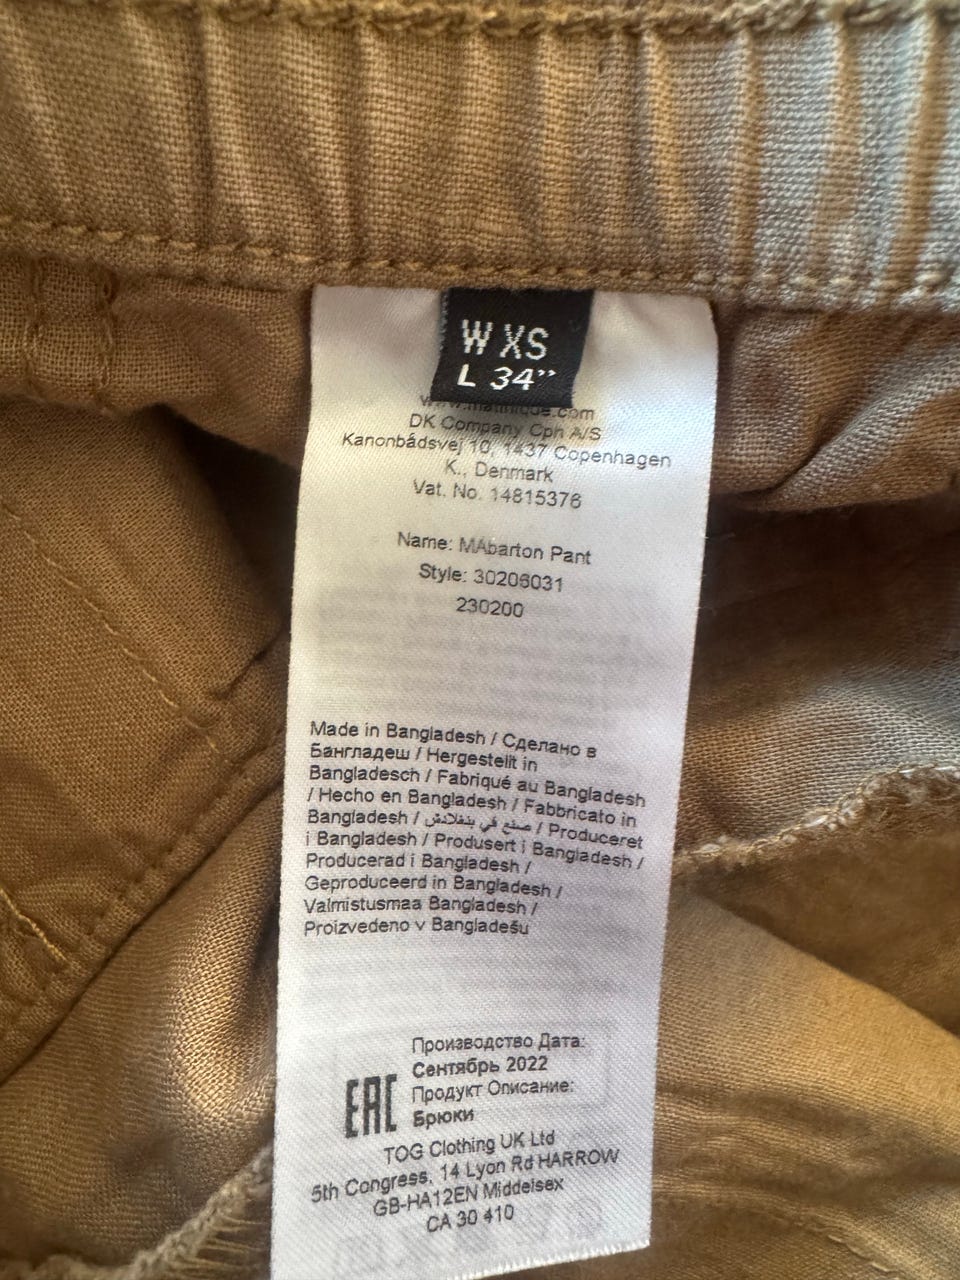 W XS
L 34"
www.matinique.com
DK Company Cph A/S
Kanonbådsvej 10, 1437 Copenhagen
K., Denmark
Vat. No. 14815376
Name: MAbarton Pant
Style: 30206031
230200
Made in Bangladesh / Сделано в
Бангладеш / Hergestellt in
Bangladesch / Fabriqué au Bangladesh
/ Hecho en Bangladesh / Fabbricato in
Bangladesh / صنع في بنغلادش / Produceret
i Bangladesh / Produsert i Bangladesh /
Producerad i Bangladesh /
Geproduceerd in Bangladesh /
Valmistusmaa Bangladesh /
Proizvedeno v Bangladešu
Производство Дата:
Сентябрь 2022
EAC Продукт Описание:
Брюки
TOG Clothing UK Ltd
5th Congress, 14 Lyon Rd HARROW
GB-HA12EN Middelsex
CA 30 410